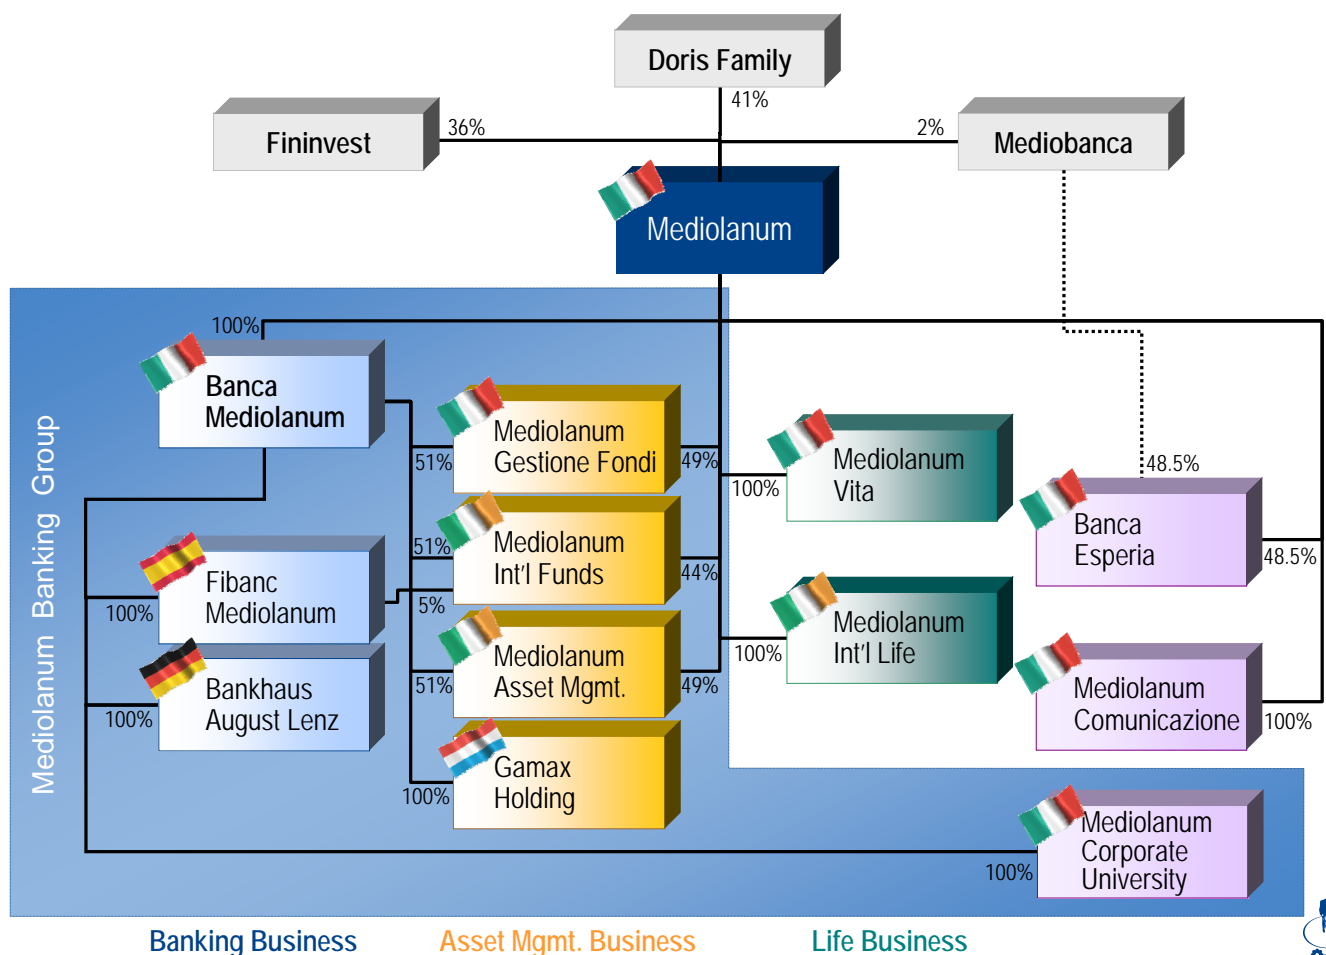 Doris Family
41%
Fininvest
36%
2%
Mediobanca
Mediolanum
Mediolanum Banking Group
100%
Banca
Mediolanum
Mediolanum
Gestione Fondi
51%
49%
Mediolanum
Vita
100%
48.5%
Banca
Esperia
48.5%
Fibanc
Mediolanum
100%
51%
Mediolanum
Int'l Funds
44%
5%
Mediolanum
Int'l Life
100%
Bankhaus
August Lenz
100%
Mediolanum
Asset Mgmt.
51%
49%
Mediolanum
Comunicazione
100%
Gamax
Holding
100%
Mediolanum
Corporate
University
100%
Banking Business
Asset Mgmt. Business
Life Business